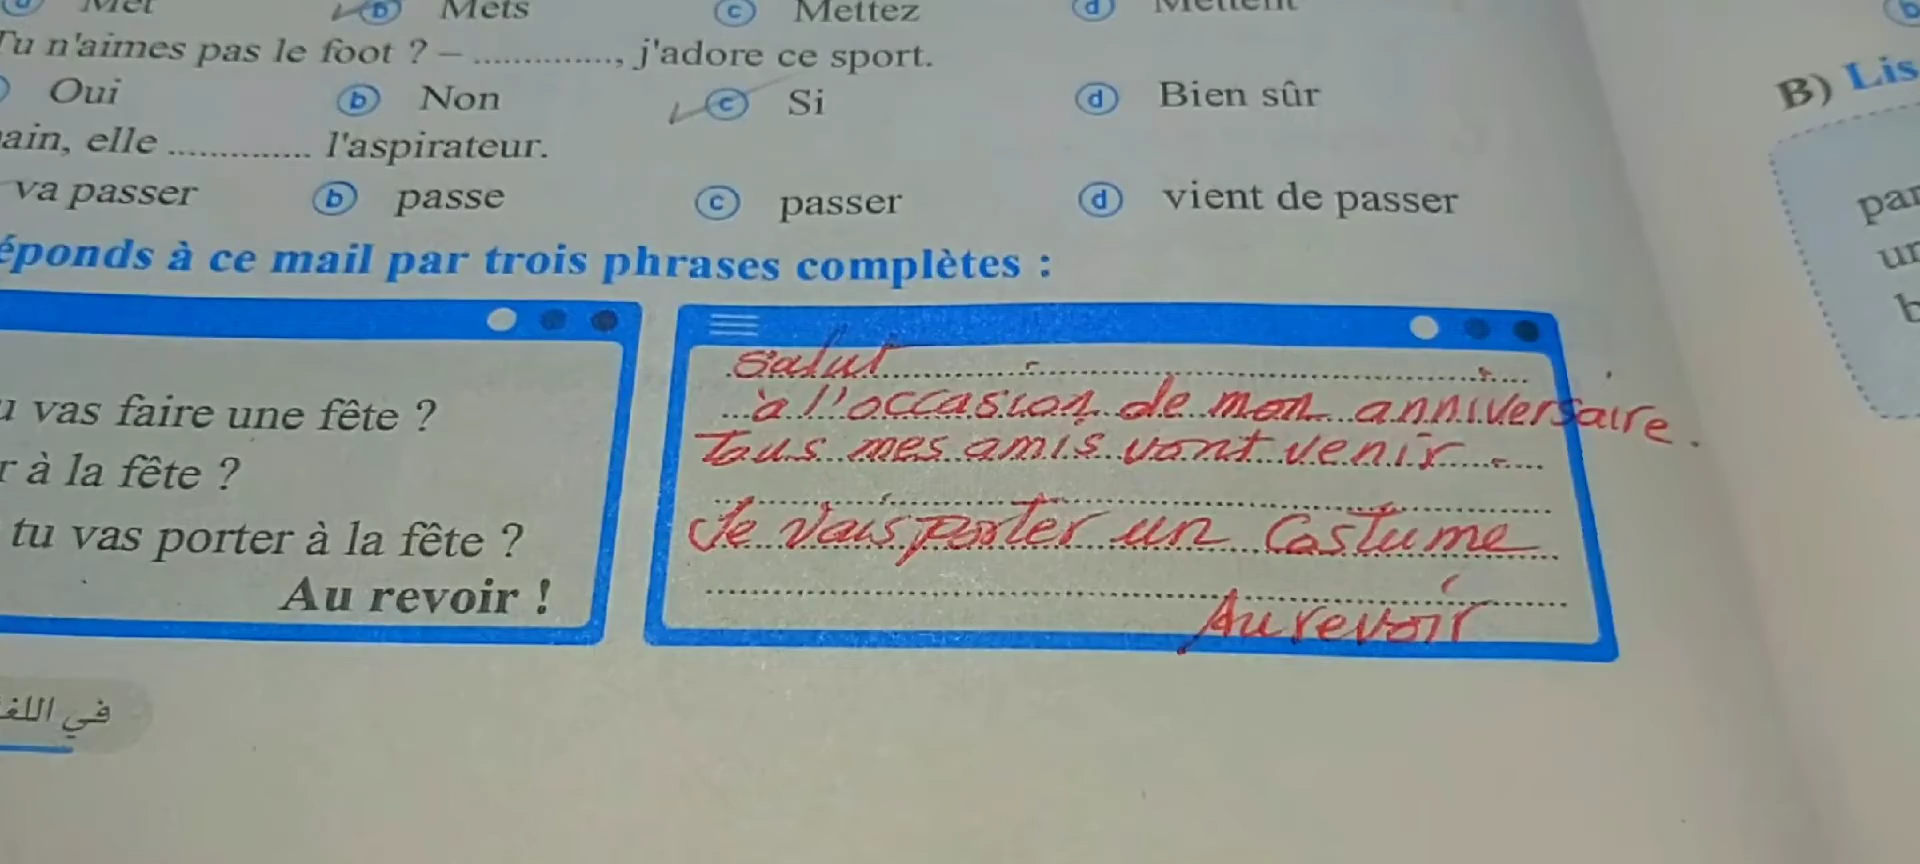 Met b Mets c Mettez d Mettent
Tu n'aimes pas le foot ? – .............., j'adore ce sport.
Oui b Non c Si d Bien sûr
ain, elle .............. l'aspirateur.
va passer b passe c passer d vient de passer
éponds à ce mail par trois phrases complètes :
vas faire une fête ?
r à la fête ?
tu vas porter à la fête ?
Au revoir !
Salut
à l'occasion de mon anniversaire.
Tous mes amis vont venir
Je vais porter un Costume
Au revoir
في
B) Lis
par
ur
b